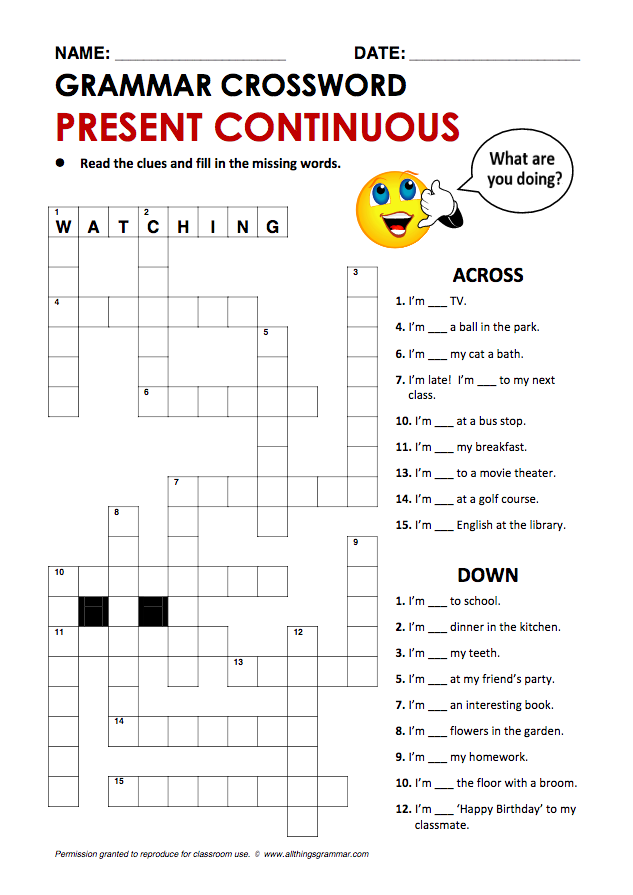 NAME: ____________________ DATE: ____________________
GRAMMAR CROSSWORD
PRESENT CONTINUOUS
● Read the clues and fill in the missing words.
What are
you doing?
1 2
W A T C H I N G
3
4
5
6
7
8
9
10
11 12
13
14
15
ACROSS
1. I’m ___ TV.
4. I’m ___ a ball in the park.
6. I’m ___ my cat a bath.
7. I’m late! I’m ___ to my next
class.
10. I’m ___ at a bus stop.
11. I’m ___ my breakfast.
13. I’m ___ to a movie theater.
14. I’m ___ at a golf course.
15. I’m ___ English at the library.
DOWN
1. I’m ___ to school.
2. I’m ___ dinner in the kitchen.
3. I’m ___ my teeth.
5. I’m ___ at my friend’s party.
7. I’m ___ an interesting book.
8. I’m ___ flowers in the garden.
9. I’m ___ my homework.
10. I’m ___ the floor with a broom.
12. I’m ___ ‘Happy Birthday’ to my
classmate.
Permission granted to reproduce for classroom use. © www.allthingsgrammar.com